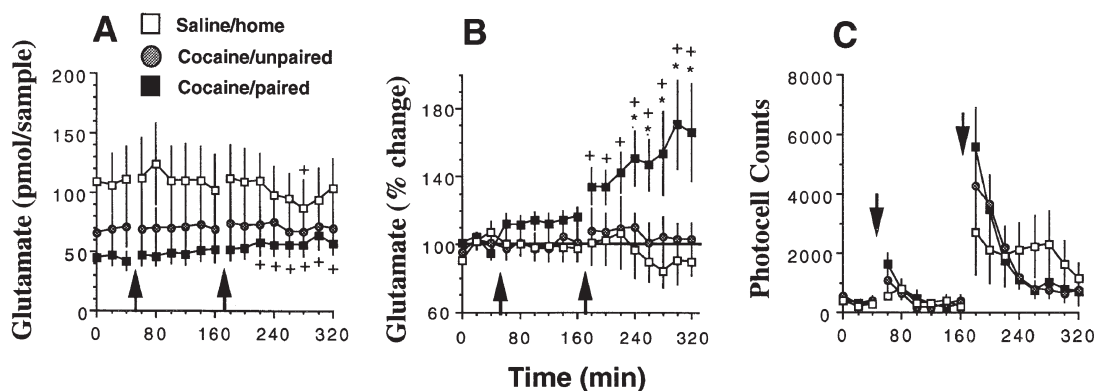 A
Saline/home
Cocaine/unpaired
Cocaine/paired
Glutamate (pmol/sample)
200
150
100
50
0
0 80 160 240 320
+
+ + + + + +
B
Glutamate (% change)
180
140
100
60
0 80 160 240 320
+ + + + + + + +
* * * * *
Time (min)
C
Photocell Counts
8000
6000
4000
2000
0
0 80 160 240 320